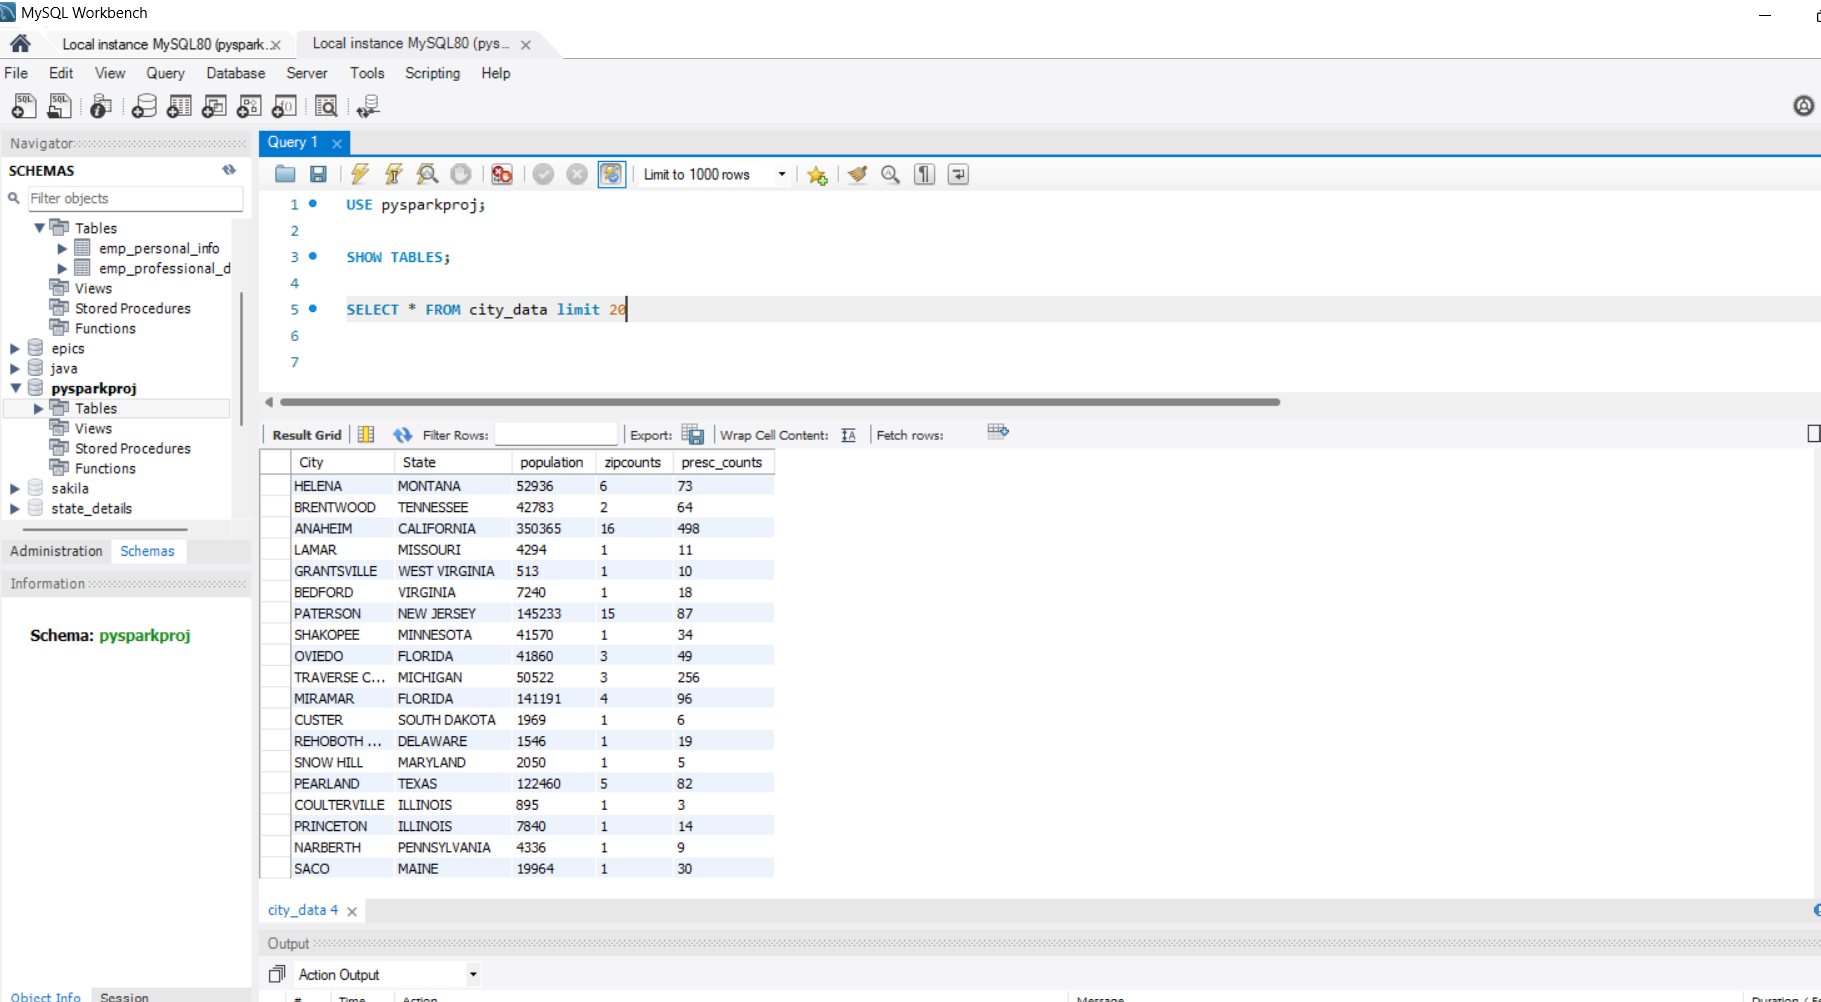 MySQL Workbench
Local instance MySQL80 (pyspark... Local instance MySQL80 (pys...
File Edit View Query Database Server Tools Scripting Help
Navigator
SCHEMAS
Filter objects
Tables
emp_personal_info
emp_professional_d
Views
Stored Procedures
Functions
epics
java
pysparkproj
Tables
Views
Stored Procedures
Functions
sakila
state_details
Administration Schemas
Information
Schema: pysparkproj
Object Info Session
Query 1
Limit to 1000 rows
1 USE pysparkproj;
2
3 SHOW TABLES;
4
5 SELECT * FROM city_data limit 20
6
7
Result Grid Filter Rows: Export: Wrap Cell Content: Fetch rows:
City State population zipcounts presc_counts
HELENA MONTANA 52936 6 73
BRENTWOOD TENNESSEE 42783 2 64
ANAHEIM CALIFORNIA 350365 16 498
LAMAR MISSOURI 4294 1 11
GRANTSVILLE WEST VIRGINIA 513 1 10
BEDFORD VIRGINIA 7240 1 18
PATERSON NEW JERSEY 145233 15 87
SHAKOPEE MINNESOTA 41570 1 34
OVIEDO FLORIDA 41860 3 49
TRAVERSE C... MICHIGAN 50522 3 256
MIRAMAR FLORIDA 141191 4 96
CUSTER SOUTH DAKOTA 1969 1 6
REHOBOTH ... DELAWARE 1546 1 19
SNOW HILL MARYLAND 2050 1 5
PEARLAND TEXAS 122460 5 82
COULTERVILLE ILLINOIS 895 1 3
PRINCETON ILLINOIS 7840 1 14
NARBERTH PENNSYLVANIA 4336 1 9
SACO MAINE 19964 1 30
city_data 4
Output
Action Output
# Time Action Message Duration / Fe